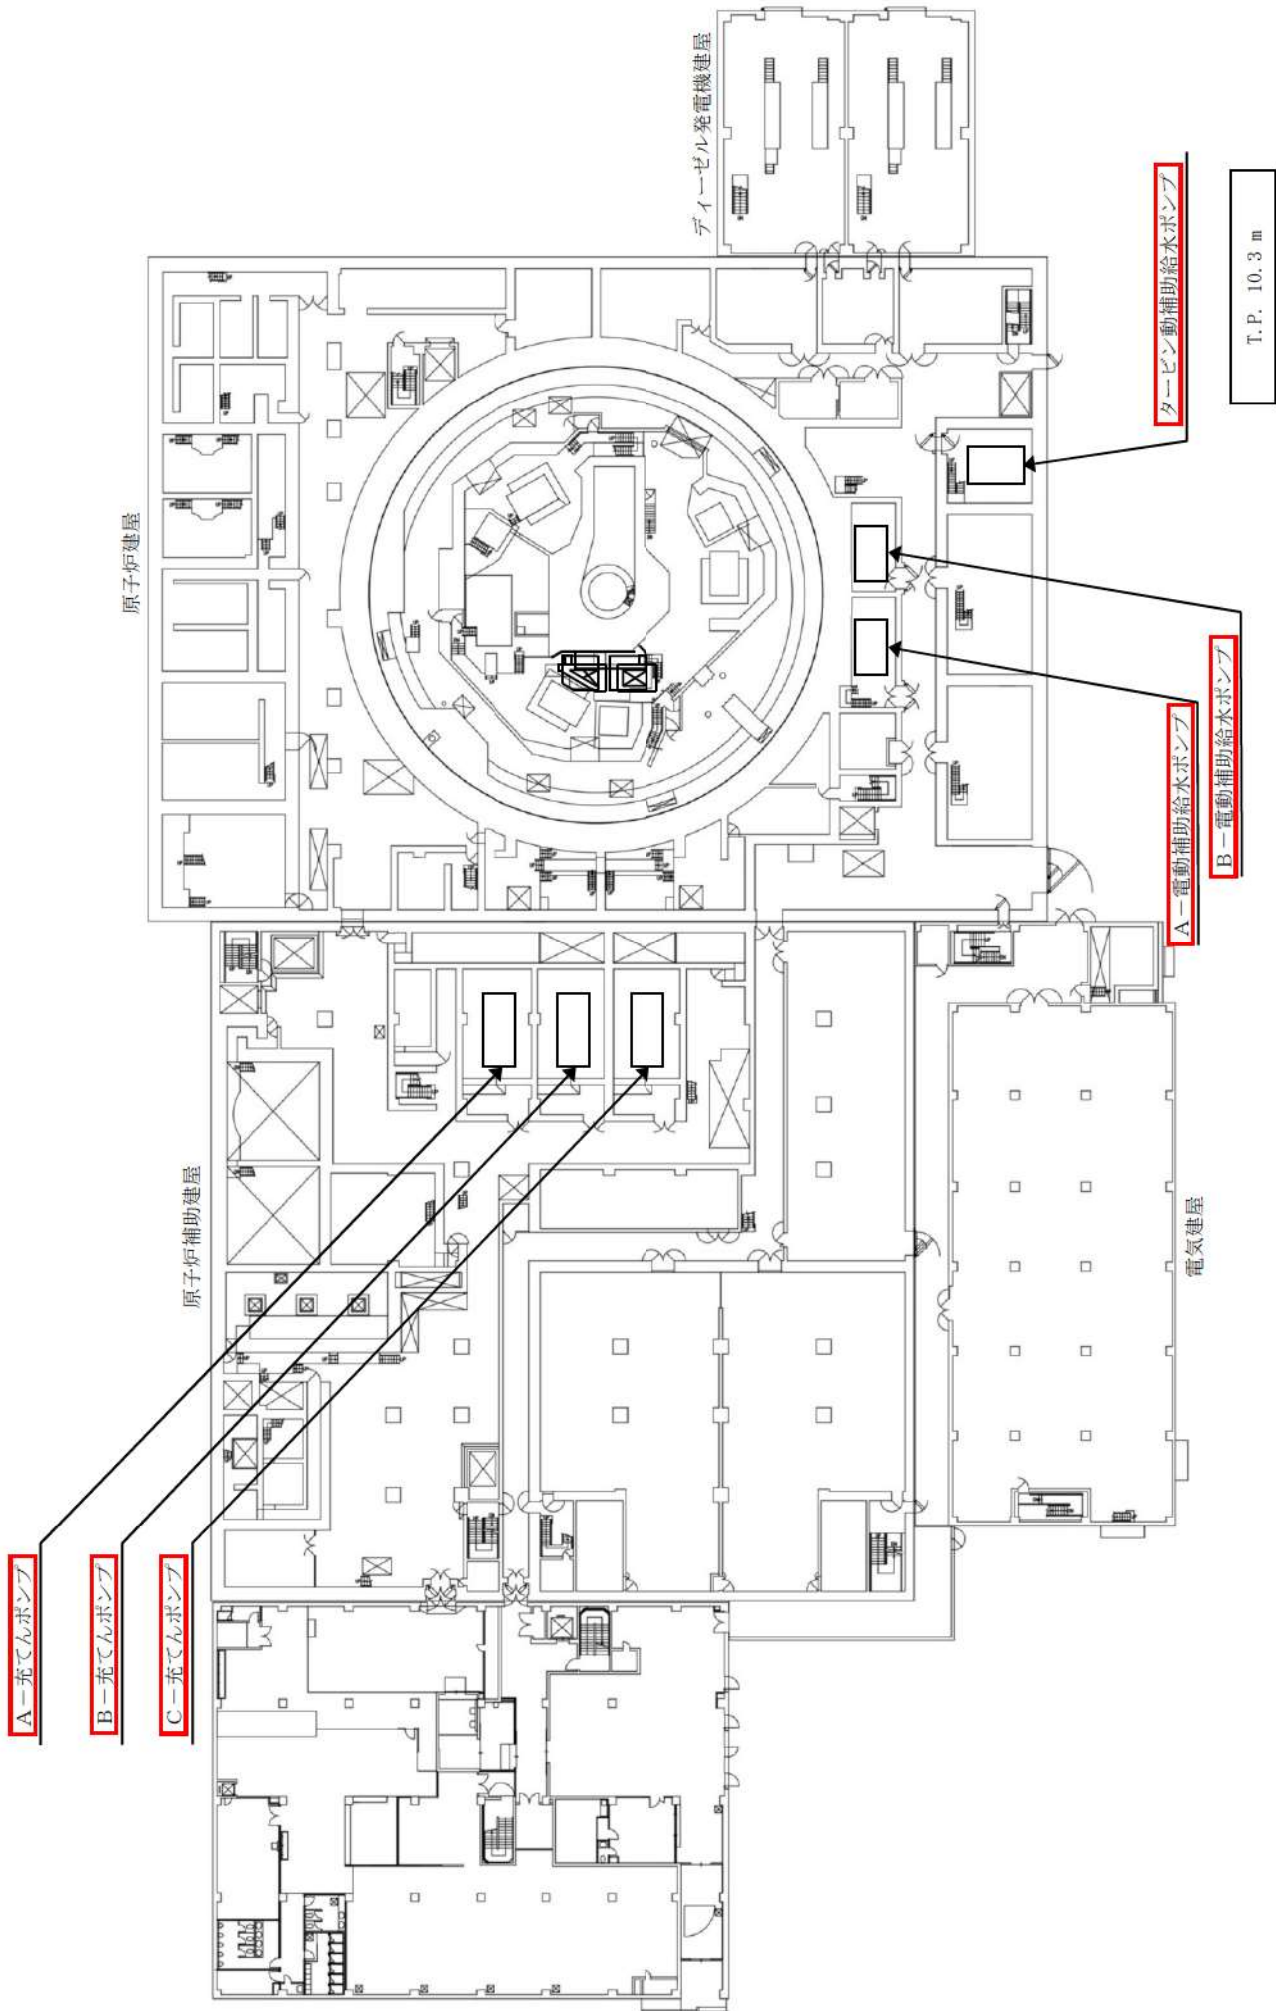 原子炉建屋
ディーゼル発電機建屋
タービン動補助給水ポンプ
T.P. 10.3 m
B－電動補助給水ポンプ
A－電動補助給水ポンプ
原子炉補助建屋
電気建屋
A－充てんポンプ
B－充てんポンプ
C－充てんポンプ